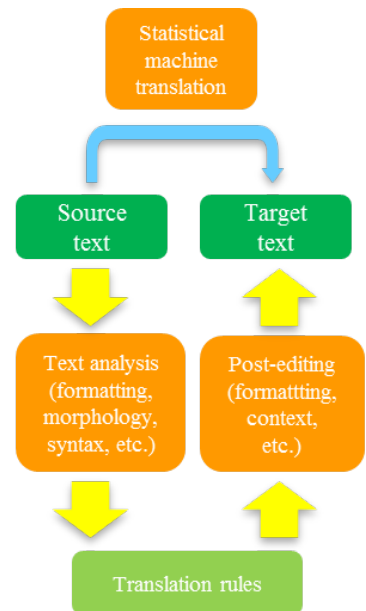 Statistical
machine
translation
Source
text
Target
text
Text analysis
(formatting,
morphology,
syntax, etc.)
Post-editing
(formattting,
context,
etc.)
Translation rules